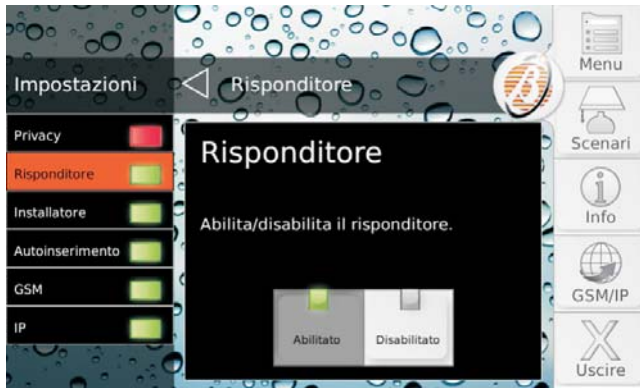 Impostazioni
Risponditore
Privacy
Risponditore
Installatore
Autoinserimento
GSM
IP
Risponditore
Abilita/disabilita il risponditore.
Abilitato
Disabilitato
Menu
Scenari
Info
GSM/IP
Uscire